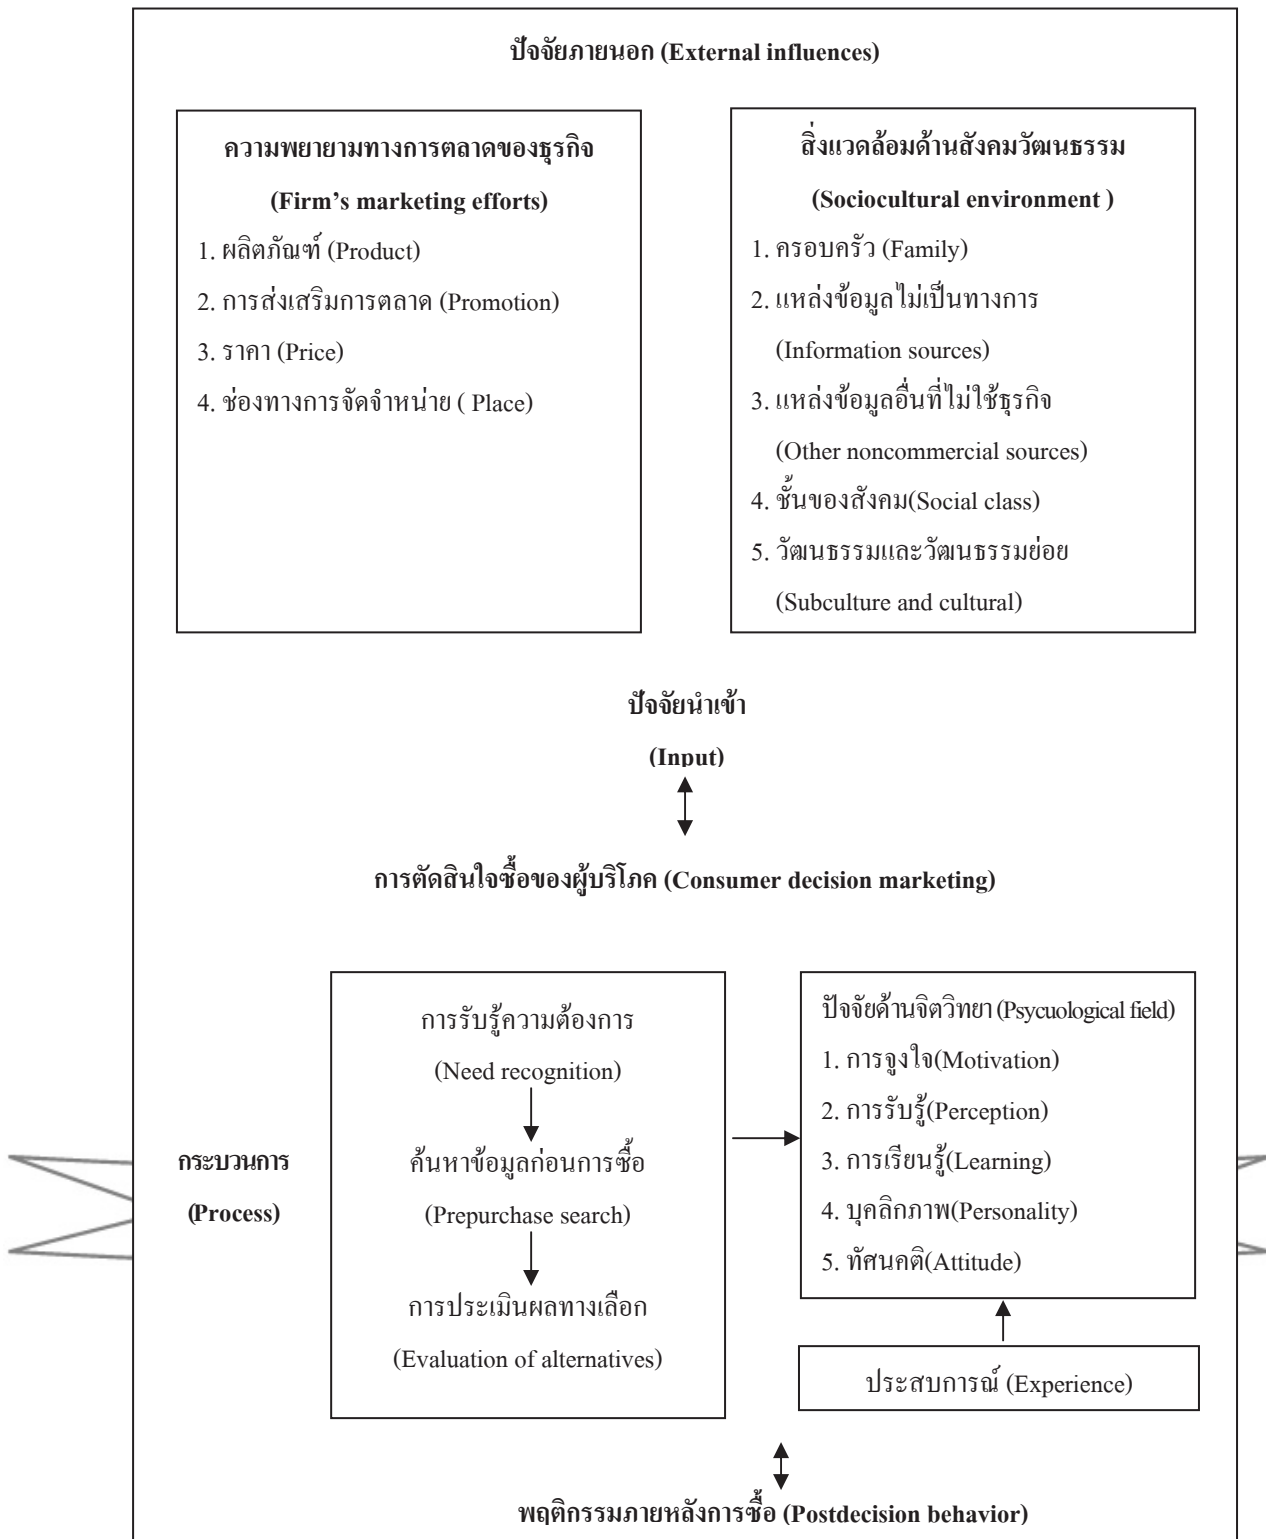 ปัจจัยภายนอก (External influences)
ความพยายามทางการตลาดของธุรกิจ
(Firm’s marketing efforts)
1. ผลิตภัณฑ์ (Product)
2. การส่งเสริมการตลาด (Promotion)
3. ราคา (Price)
4. ช่องทางการจัดจำหน่าย ( Place)
สิ่งแวดล้อมด้านสังคมวัฒนธรรม
(Sociocultural environment )
1. ครอบครัว (Family)
2. แหล่งข้อมูลไม่เป็นทางการ
(Information sources)
3. แหล่งข้อมูลอื่นที่ไม่ใช้ธุรกิจ
(Other noncommercial sources)
4. ชั้นของสังคม(Social class)
5. วัฒนธรรมและวัฒนธรรมย่อย
(Subculture and cultural)
ปัจจัยนำเข้า
(Input)
การตัดสินใจซื้อของผู้บริโภค (Consumer decision marketing)
กระบวนการ
(Process)
การรับรู้ความต้องการ
(Need recognition)
ค้นหาข้อมูลก่อนการซื้อ
(Prepurchase search)
การประเมินผลทางเลือก
(Evaluation of alternatives)
ปัจจัยด้านจิตวิทยา (Psycuological field)
1. การจูงใจ(Motivation)
2. การรับรู้(Perception)
3. การเรียนรู้(Learning)
4. บุคลิกภาพ(Personality)
5. ทัศนคติ(Attitude)
ประสบการณ์ (Experience)
พฤติกรรมภายหลังการซื้อ (Postdecision behavior)